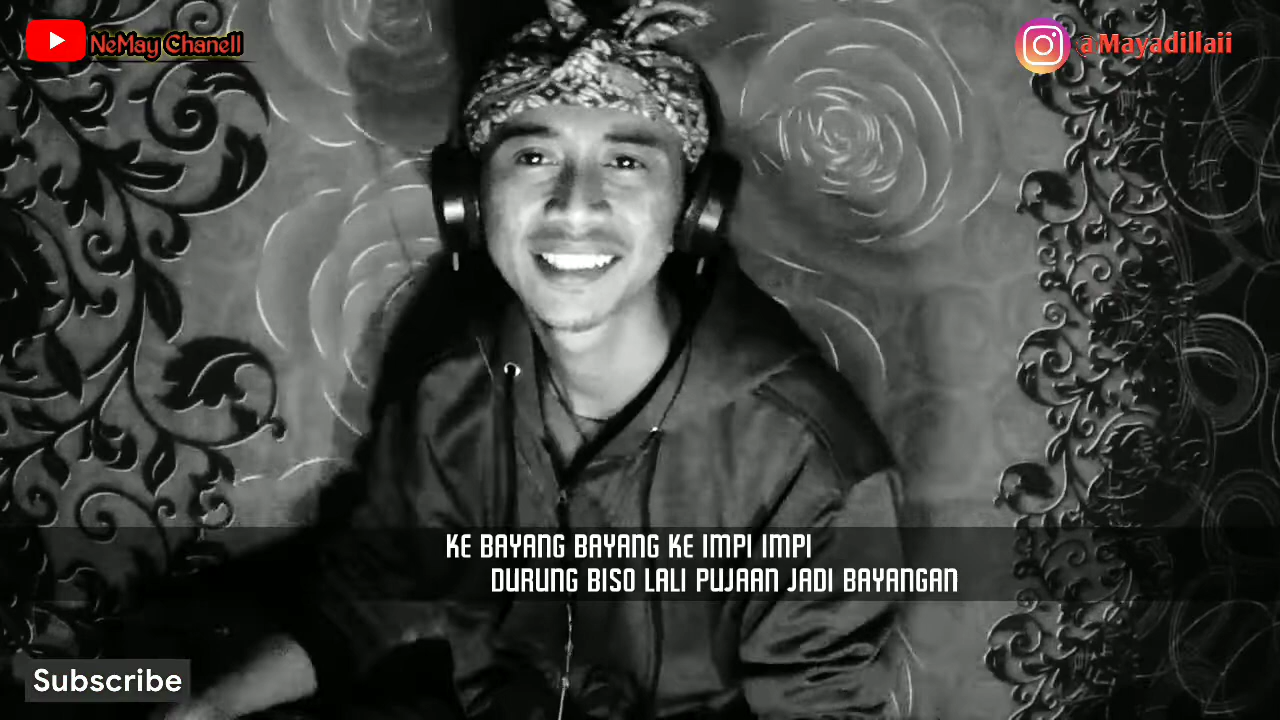 NeMay Chanell
@Mayadillaii
KE BAYANG BAYANG KE IMPI IMPI
DURUNG BISO LALI PUJAAN JADI BAYANGAN
Subscribe